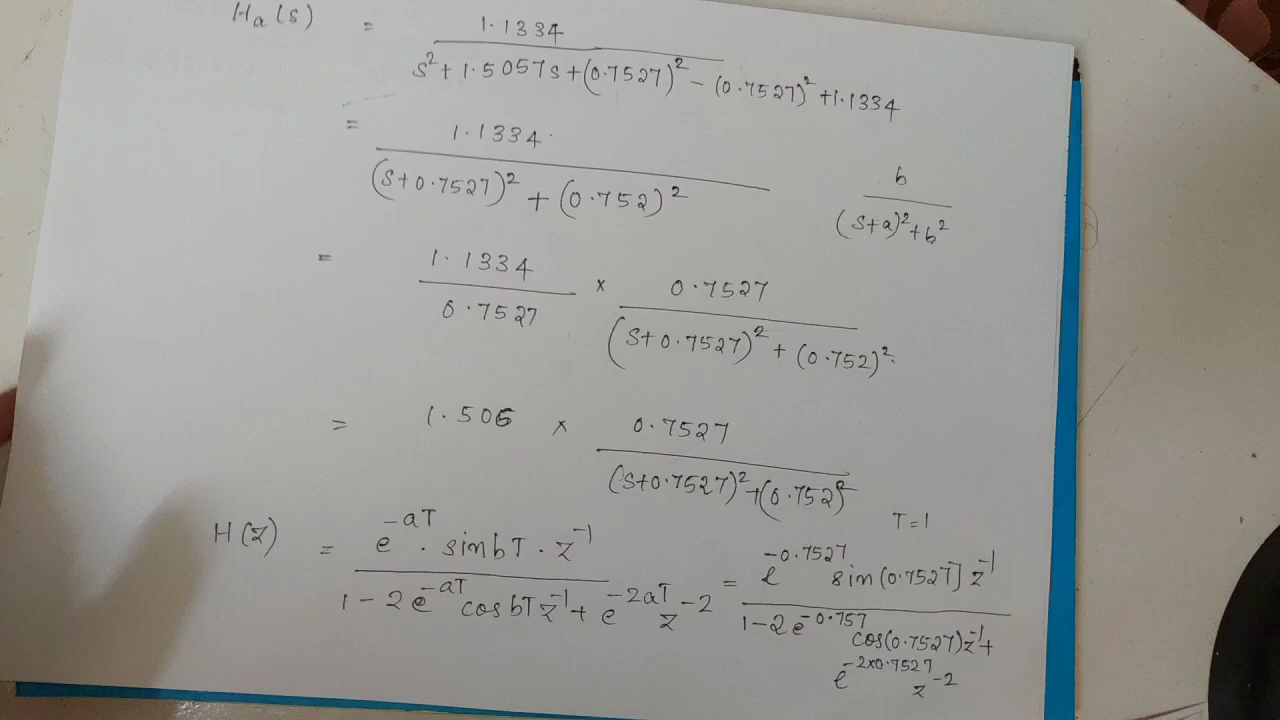 Ha(s) = 1.1334 / s² + 1.5057s + (0.7527)² - (0.7527)² + 1.1334
= 1.1334 / (s+0.7527)² + (0.752)²
b / (s+a)² + b²
= 1.1334 / 0.7527 × 0.7527 / (s+0.7527)² + (0.752)²
= 1.506 × 0.7527 / (s+0.7527)² + (0.752)²
T=1
H(z) = e^-aT . sinbT . z^-1 / 1 - 2e^-aT cosbT z^-1 + e^-2aT z^-2 = e^-0.7527 sin(0.7527] z^-1 / 1-2e^-0.757 cos(0.7527)z^-1 + e^-2x0.7527 z^-2